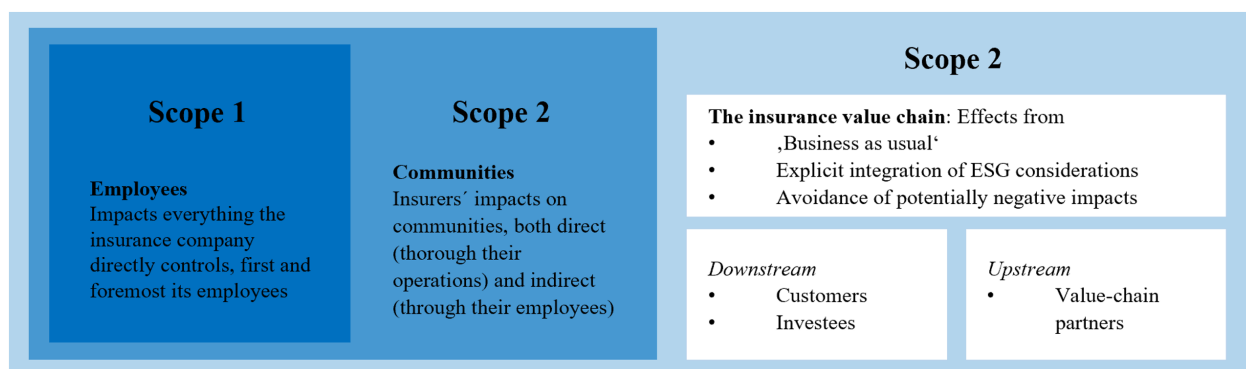 Scope 1
Employees
Impacts everything the
insurance company
directly controls, first and
foremost its employees
Scope 2
Communities
Insurers´ impacts on
communities, both direct
(thorough their
operations) and indirect
(through their employees)
Scope 2
The insurance value chain: Effects from
• ‚Business as usual‘
• Explicit integration of ESG considerations
• Avoidance of potentially negative impacts
Downstream
• Customers
• Investees
Upstream
• Value-chain
partners